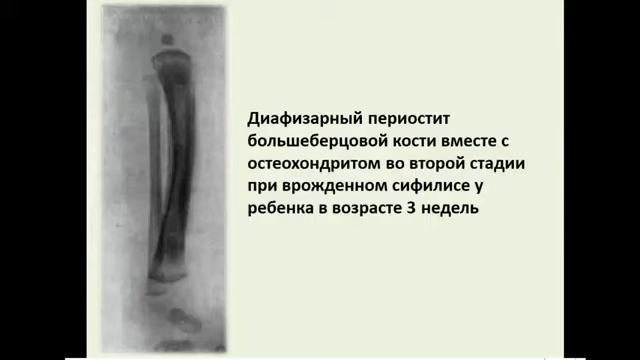 Диафизарный периостит
большеберцовой кости вместе с
остеохондритом во второй стадии
при врожденном сифилисе у
ребенка в возрасте 3 недель